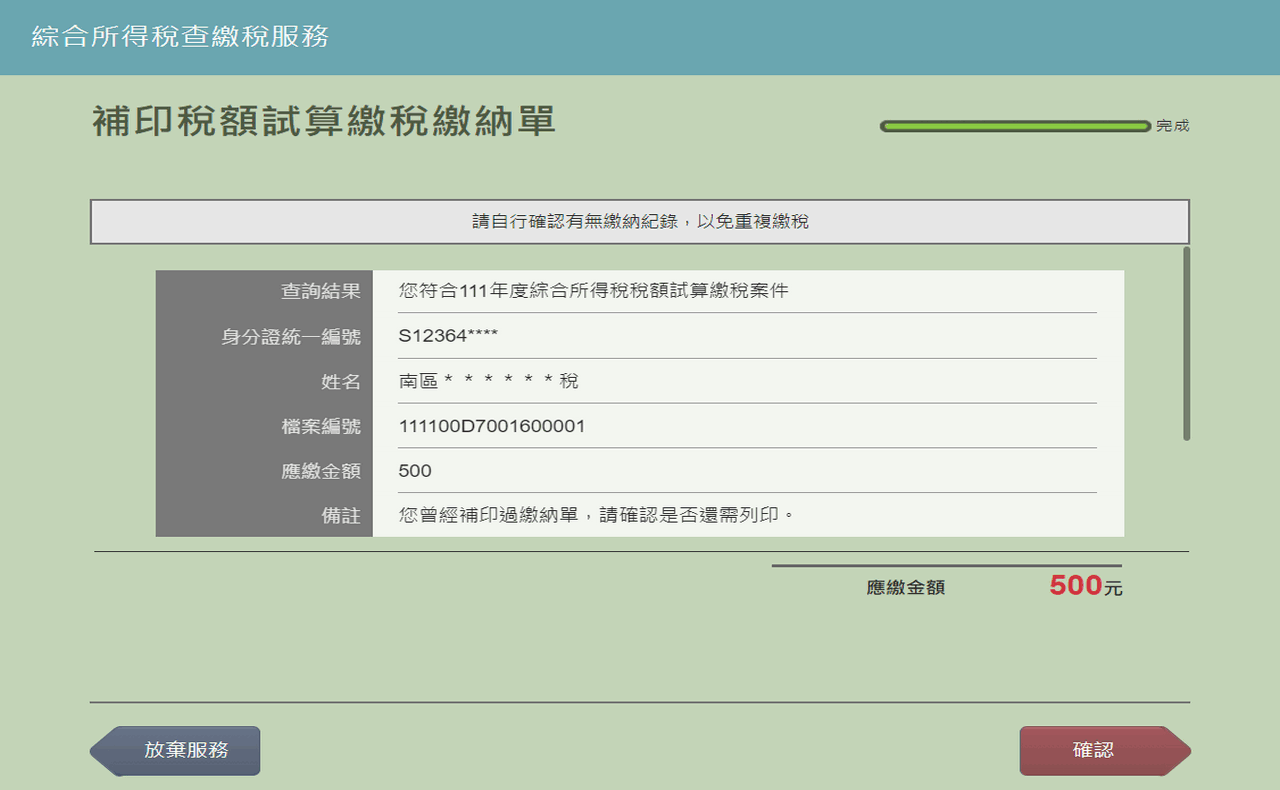 綜合所得稅查繳稅服務
補印稅額試算繳稅繳納單
完成
請自行確認有無繳納紀錄，以免重複繳稅
查詢結果 您符合111年度綜合所得稅稅額試算繳稅案件
身分證統一編號 S12364****
姓名 南區＊＊＊＊＊＊稅
檔案編號 111100D7001600001
應繳金額 500
備註 您曾經補印過繳納單，請確認是否還需列印。
應繳金額 500元
放棄服務
確認